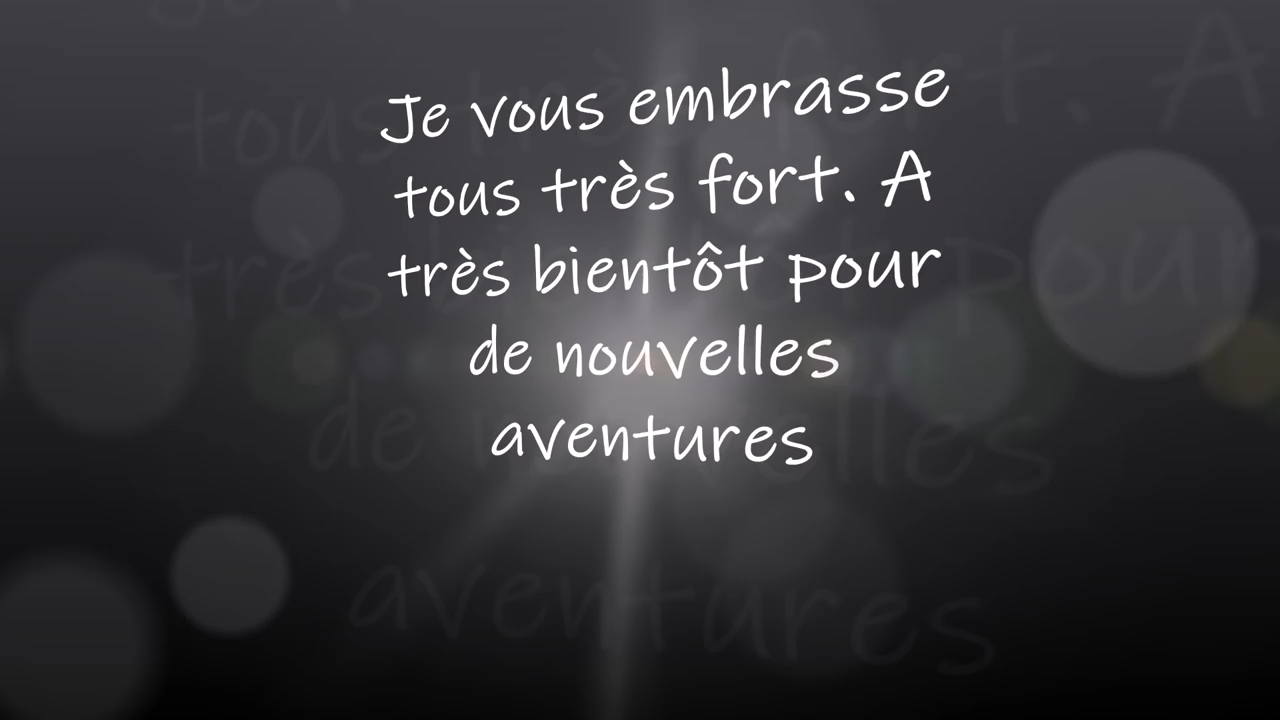 Je vous embrasse
tous très fort. A
très bientôt pour
de nouvelles
aventures